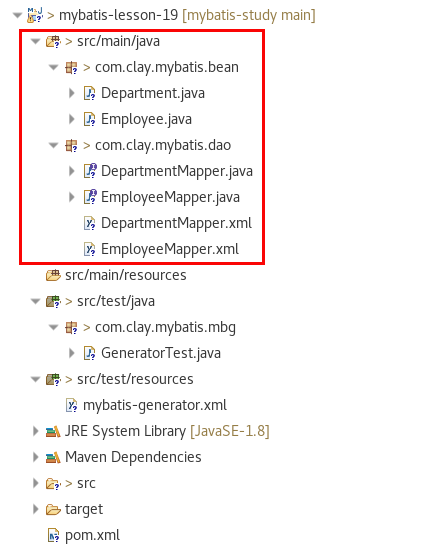 > mybatis-lesson-19 [mybatis-study main]
> src/main/java
> com.clay.mybatis.bean
Department.java
Employee.java
> com.clay.mybatis.dao
DepartmentMapper.java
EmployeeMapper.java
DepartmentMapper.xml
EmployeeMapper.xml
src/main/resources
> src/test/java
> com.clay.mybatis.mbg
GeneratorTest.java
> src/test/resources
mybatis-generator.xml
JRE System Library [JavaSE-1.8]
Maven Dependencies
> src
target
pom.xml